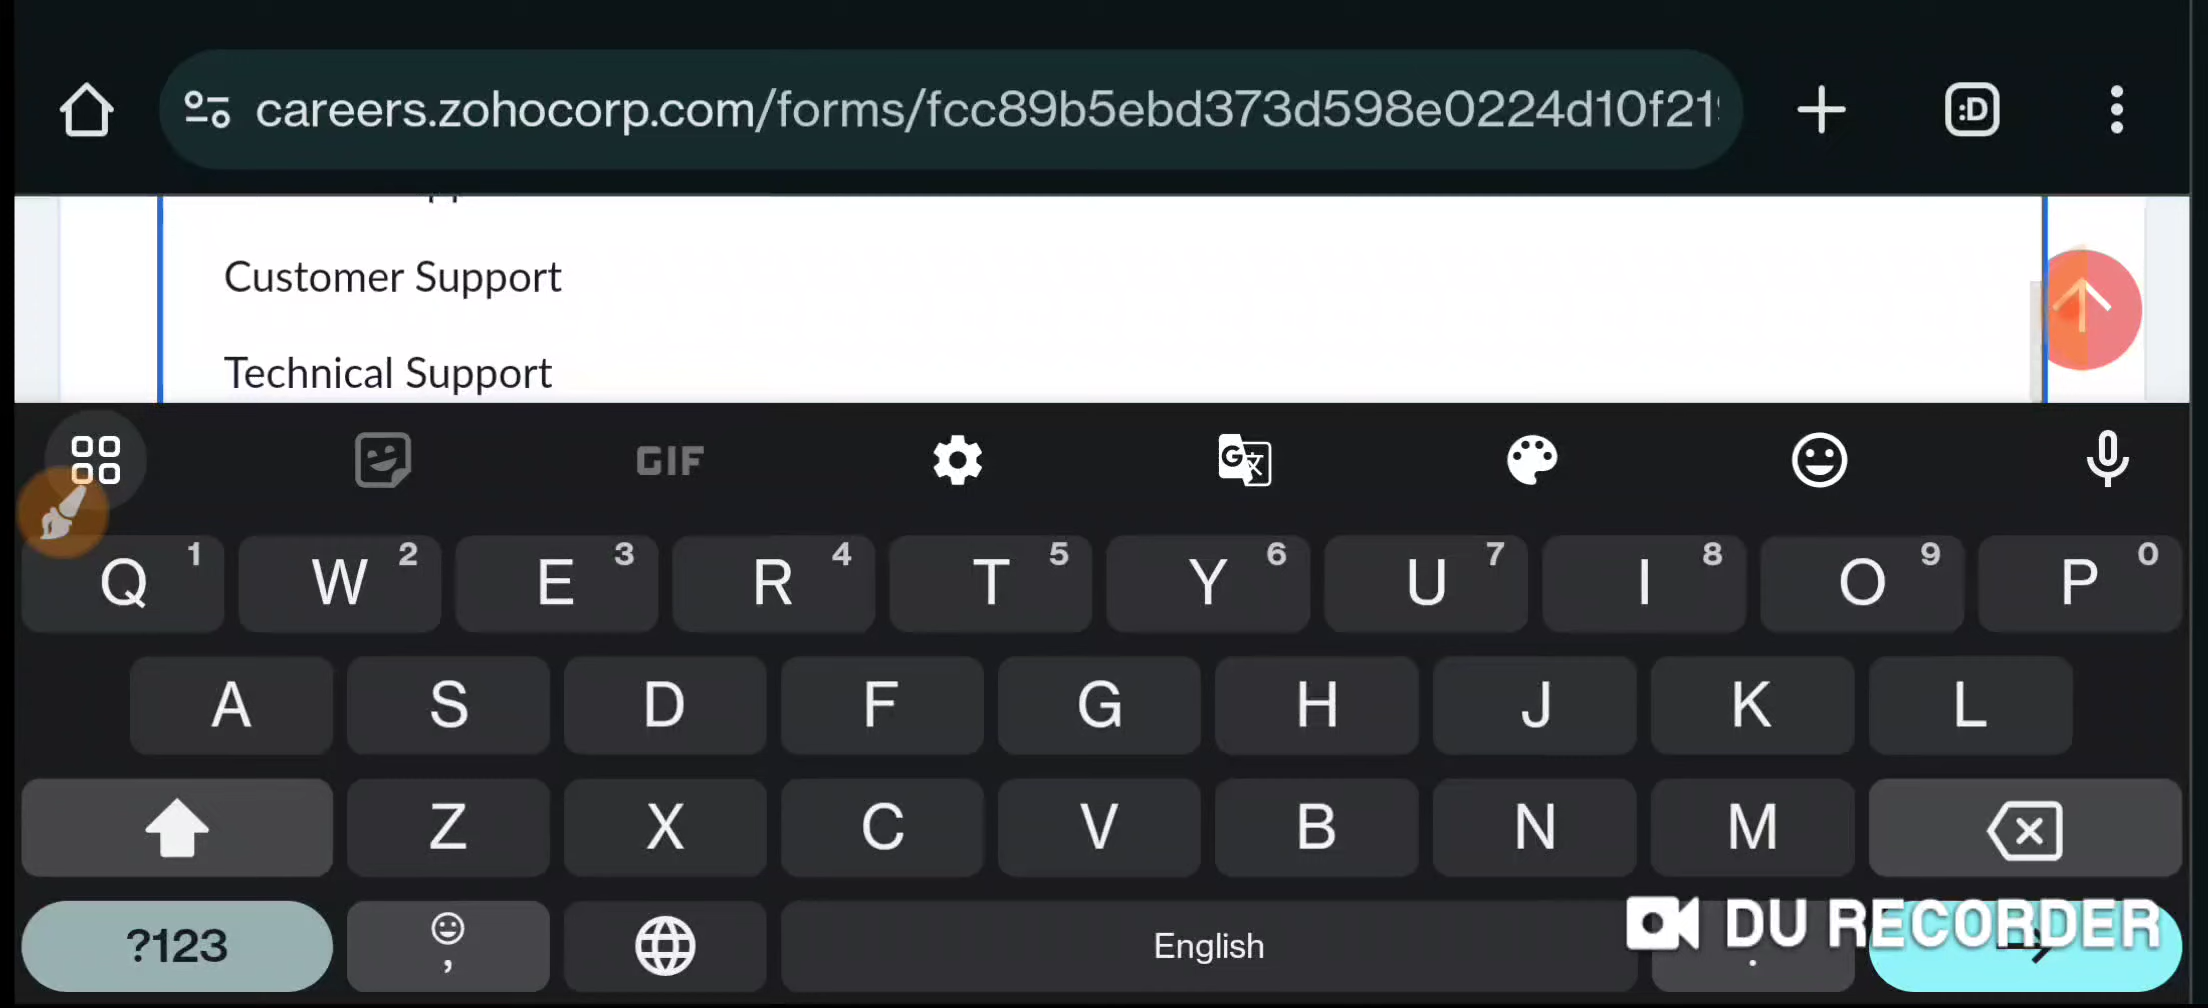 careers.zohocorp.com/forms/fcc89b5ebd373d598e0224d10f21
:D
Customer Support
Technical Support
GIF
Q 1 W 2 E 3 R 4 T 5 Y 6 U 7 I 8 O 9 P 0
A S D F G H J K L
Z X C V B N M
?123 , English .
DU RECORDER